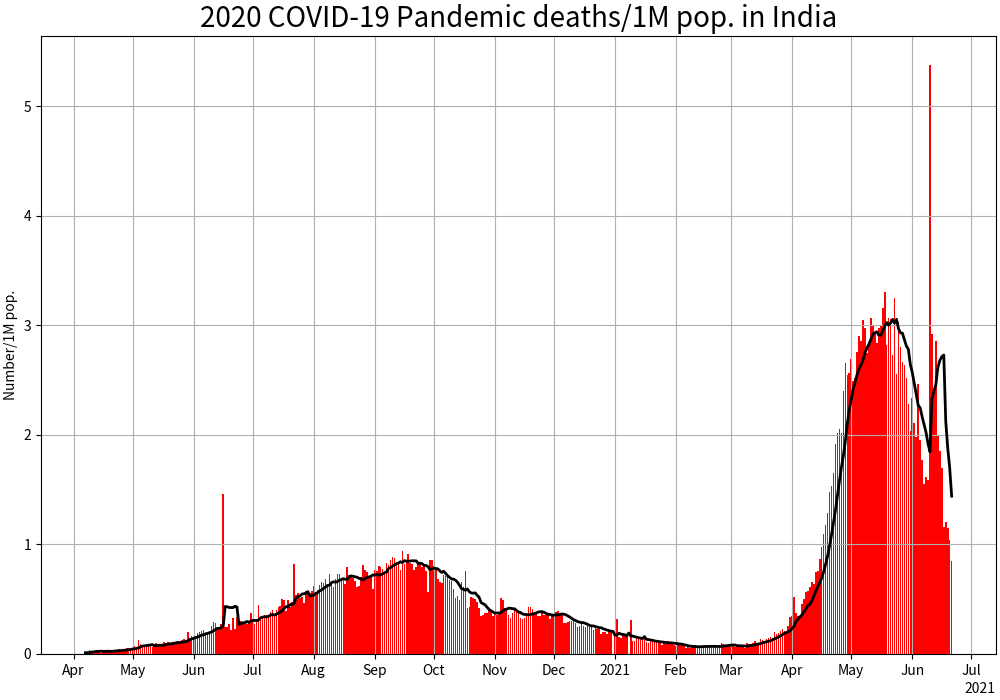 2020 COVID-19 Pandemic deaths/1M pop. in India
Number/1M pop.
5
4
3
2
1
0
Apr May Jun Jul Aug Sep Oct Nov Dec 2021 Feb Mar Apr May Jun Jul
2021